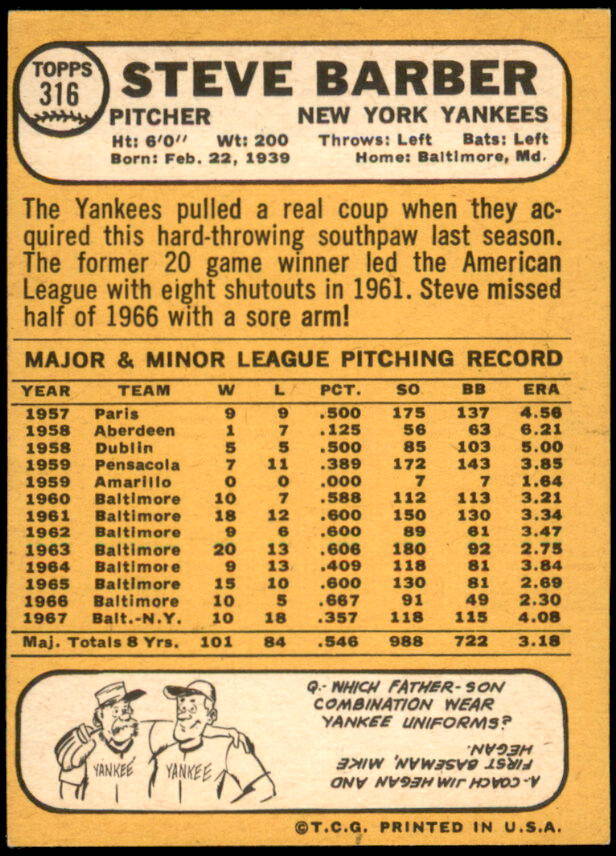 TOPPS
316
STEVE BARBER
PITCHER NEW YORK YANKEES
Ht: 6'0" Wt: 200 Throws: Left Bats: Left
Born: Feb. 22, 1939 Home: Baltimore, Md.
The Yankees pulled a real coup when they ac-
quired this hard-throwing southpaw last season.
The former 20 game winner led the American
League with eight shutouts in 1961. Steve missed
half of 1966 with a sore arm!
MAJOR & MINOR LEAGUE PITCHING RECORD
YEAR TEAM W L PCT. SO BB ERA
1957 Paris 9 9 .500 175 137 4.56
1958 Aberdeen 1 7 .125 56 63 6.21
1958 Dublin 5 5 .500 85 103 5.00
1959 Pensacola 7 11 .389 172 143 3.85
1959 Amarillo 0 0 .000 7 7 1.64
1960 Baltimore 10 7 .588 112 113 3.21
1961 Baltimore 18 12 .600 150 130 3.34
1962 Baltimore 9 6 .600 89 61 3.47
1963 Baltimore 20 13 .606 180 92 2.75
1964 Baltimore 9 13 .409 118 81 3.84
1965 Baltimore 15 10 .600 130 81 2.69
1966 Baltimore 10 5 .667 91 49 2.30
1967 Balt.-N.Y. 10 18 .357 118 115 4.08
Maj. Totals 8 Yrs. 101 84 .546 988 722 3.18
YANKEE YANKEE
Q.- WHICH FATHER-SON
COMBINATION WEAR
YANKEE UNIFORMS?
A.-COACH JIM HEGAN AND
FIRST BASEMAN, MIKE
HEGAN.
©T.C.G. PRINTED IN U.S.A.